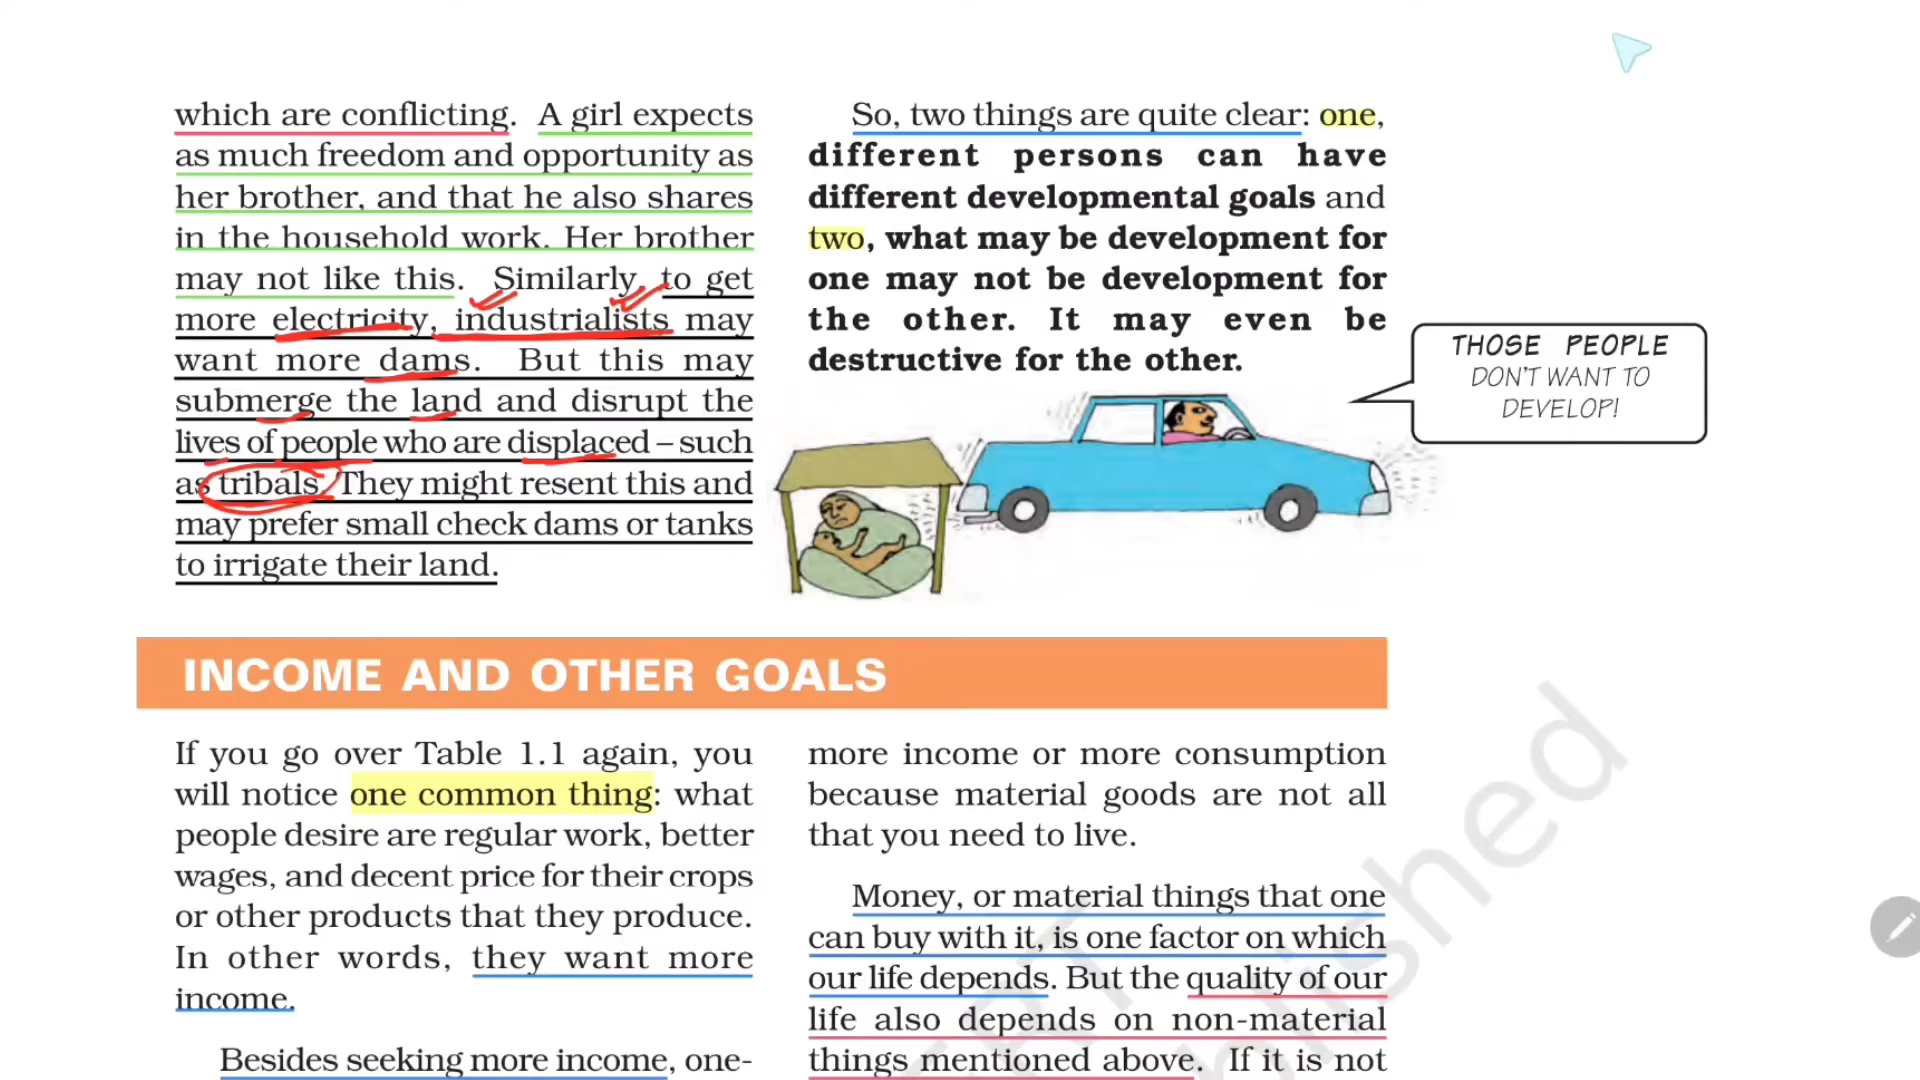 which are conflicting. A girl expects
as much freedom and opportunity as
her brother, and that he also shares
in the household work. Her brother
may not like this. Similarly, to get
more electricity, industrialists may
want more dams. But this may
submerge the land and disrupt the
lives of people who are displaced – such
as tribals. They might resent this and
may prefer small check dams or tanks
to irrigate their land.
So, two things are quite clear: one,
different persons can have
different developmental goals and
two, what may be development for
one may not be development for
the other. It may even be
destructive for the other.
THOSE PEOPLE
DON'T WANT TO
DEVELOP!
INCOME AND OTHER GOALS
If you go over Table 1.1 again, you
will notice one common thing: what
people desire are regular work, better
wages, and decent price for their crops
or other products that they produce.
In other words, they want more
income.
Besides seeking more income, one-
more income or more consumption
because material goods are not all
that you need to live.
Money, or material things that one
can buy with it, is one factor on which
our life depends. But the quality of our
life also depends on non-material
things mentioned above. If it is not